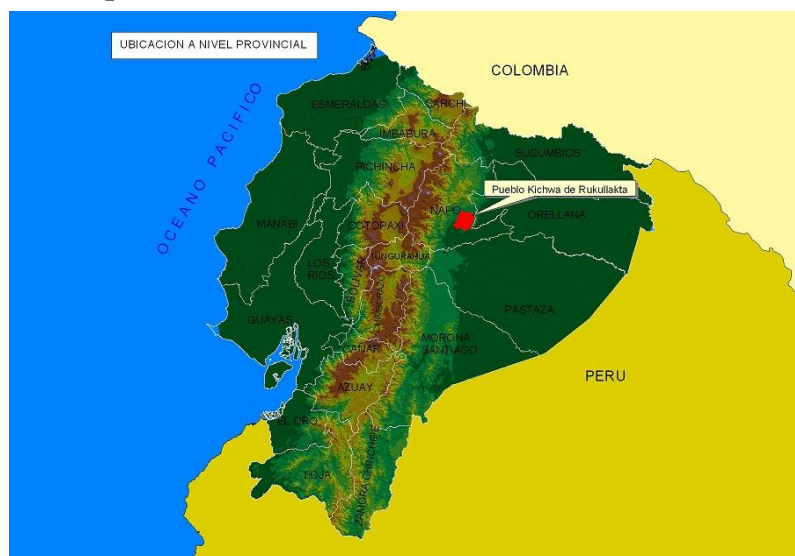 UBICACION A NIVEL PROVINCIAL
COLOMBIA
OCEANO PACIFICO
ESMERALDAS
CARCHI
IMBABURA
SUCUMBIOS
PICHINCHA
Pueblo Kichwa de Rukullakta
NAPO
ORELLANA
MANABI
COTOPAXI
TUNGURAHUA
LOS
RIOS
BOLIVAR
CHIMBORAZO
PASTAZA
GUAYAS
MORONA
SANTIAGO
CAÑAR
PERU
AZUAY
EL ORO
LOJA
ZAMORA CHINCHIPE